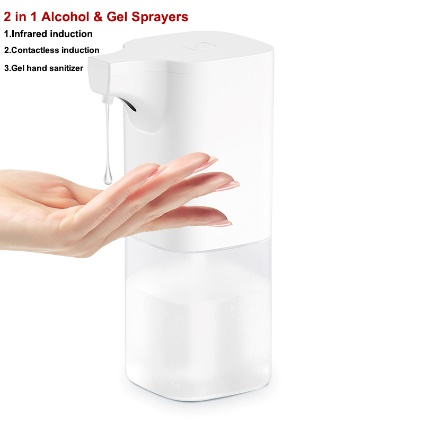 2 in 1 Alcohol & Gel Sprayers
1.Infrared induction
2.Contactless induction
3.Gel hand sanitizer